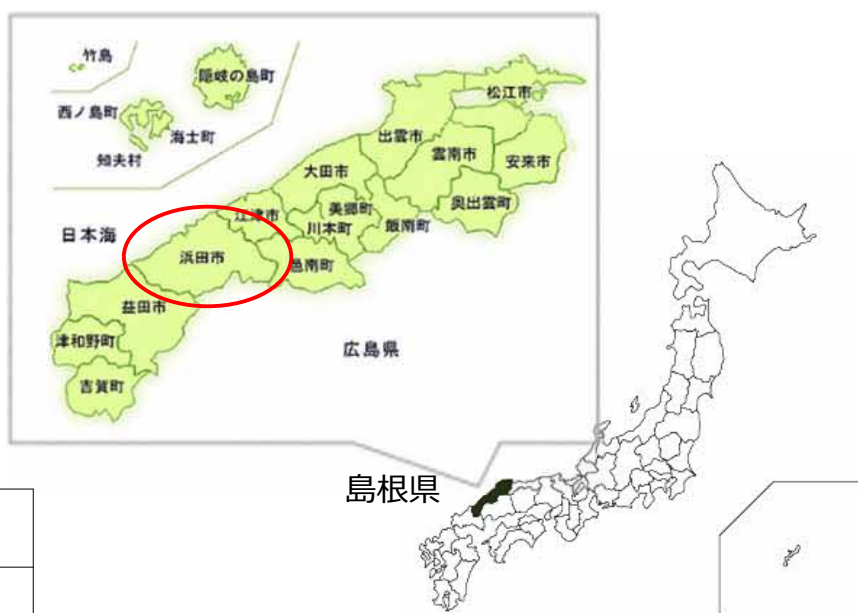 竹島
隠岐の島町
西ノ島町
海士町
知夫村
松江市
出雲市
雲南市
安来市
大田市
奥出雲町
美郷町
飯南町
川本町
江津市
日本海
浜田市
邑南町
益田市
津和野町
広島県
吉賀町
島根県